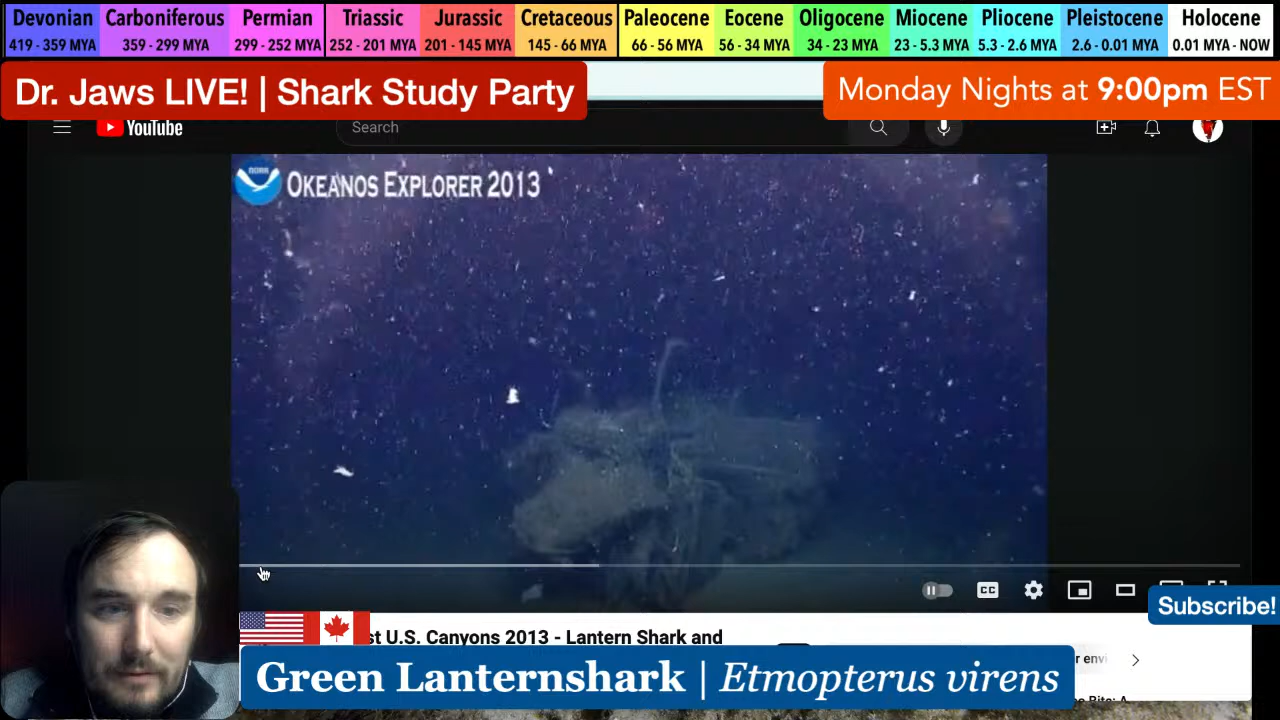 Devonian Carboniferous Permian Triassic Jurassic Cretaceous Paleocene Eocene Oligocene Miocene Pliocene Pleistocene Holocene
419 - 359 MYA 359 - 299 MYA 299 - 252 MYA 252 - 201 MYA 201 - 145 MYA 145 - 66 MYA 66 - 56 MYA 56 - 34 MYA 34 - 23 MYA 23 - 5.3 MYA 5.3 - 2.6 MYA 2.6 - 0.01 MYA 0.01 MYA - NOW
Dr. Jaws LIVE! | Shark Study Party
Monday Nights at 9:00pm EST
YouTube
Search
NOAA
OKEANOS EXPLORER 2013
CC
Subscribe!
st U.S. Canyons 2013 - Lantern Shark and
r envi
Green Lanternshark | Etmopterus virens